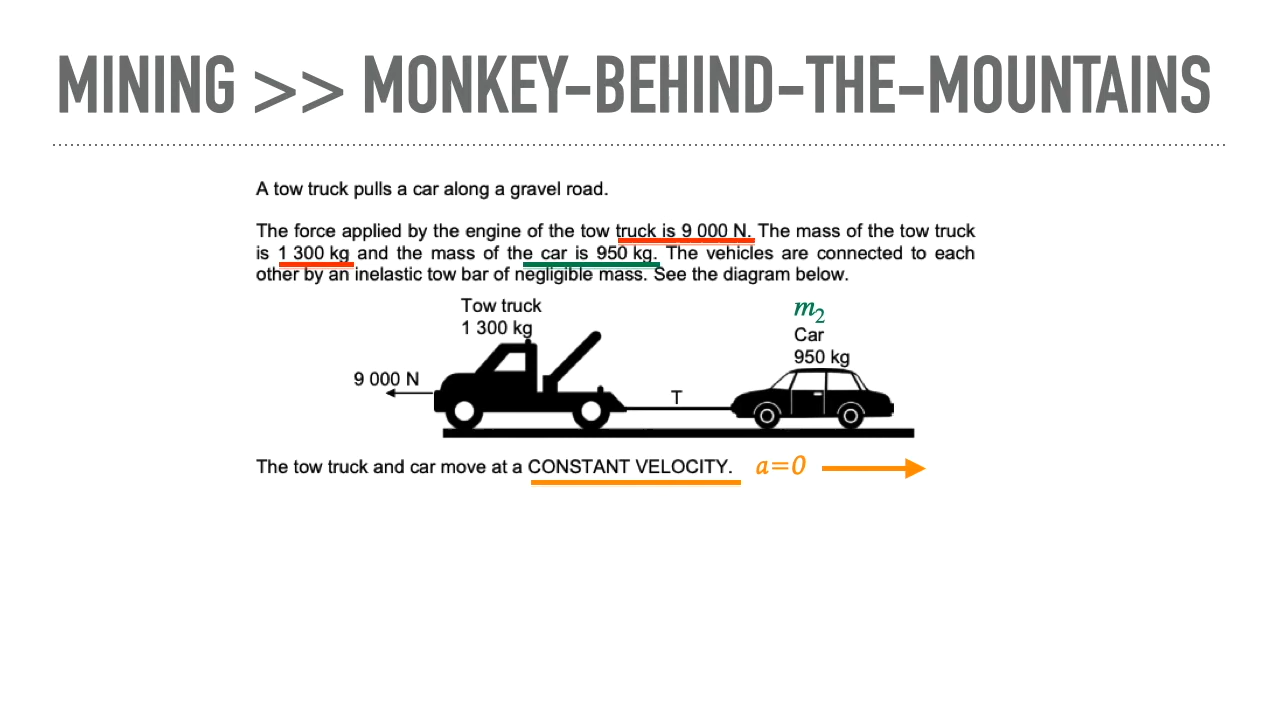 MINING >> MONKEY-BEHIND-THE-MOUNTAINS
A tow truck pulls a car along a gravel road.
The force applied by the engine of the tow truck is 9 000 N. The mass of the tow truck
is 1 300 kg and the mass of the car is 950 kg. The vehicles are connected to each
other by an inelastic tow bar of negligible mass. See the diagram below.
Tow truck
1 300 kg
m₂
Car
950 kg
9 000 N
T
The tow truck and car move at a CONSTANT VELOCITY. a=0